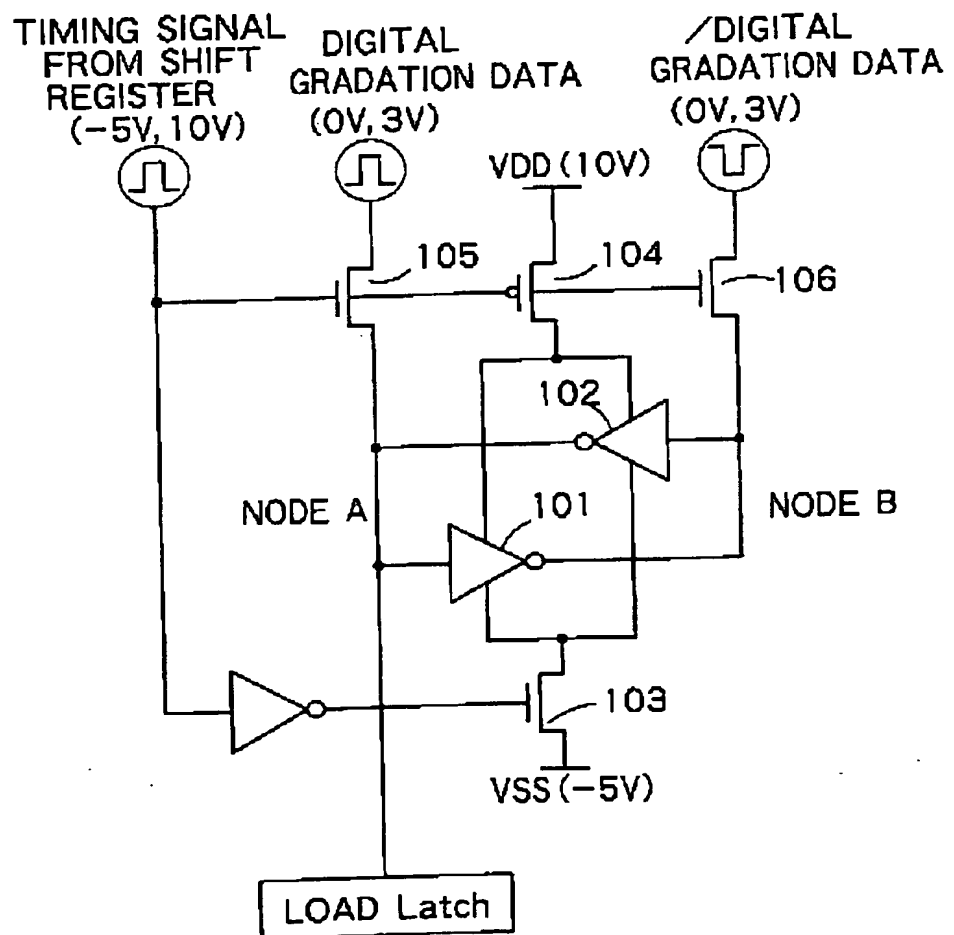 TIMING SIGNAL
FROM SHIFT
REGISTER
(-5V, 10V)
DIGITAL
GRADATION DATA
(0V, 3V)
/DIGITAL
GRADATION DATA
(0V, 3V)
VDD (10V)
105
104
106
102
NODE A
101
NODE B
103
VSS (-5V)
LOAD Latch